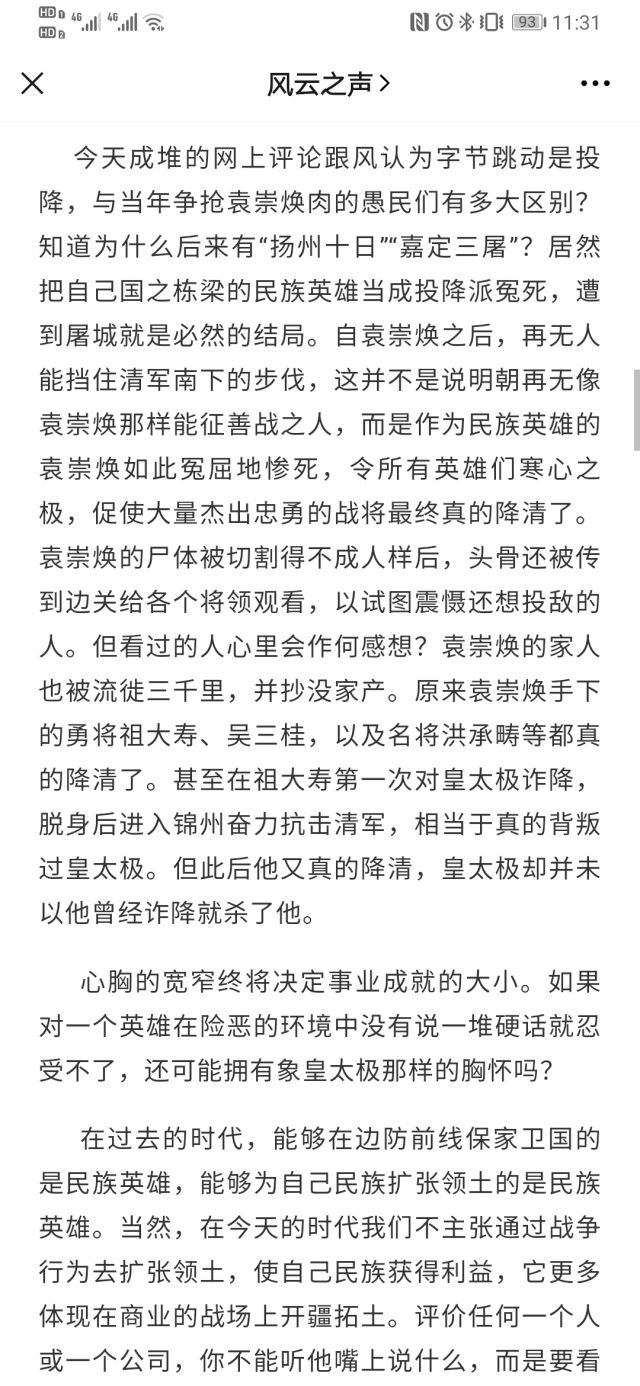 HD 1 4G 4G 93 11:31
HD 2
风云之声
今天成堆的网上评论跟风认为字节跳动是投
降，与当年争抢袁崇焕肉的愚民们有多大区别？
知道为什么后来有“扬州十日”“嘉定三屠”？居然
把自己国之栋梁的民族英雄当成投降派冤死，遭
到屠城就是必然的结局。自袁崇焕之后，再无人
能挡住清军南下的步伐，这并不是说明朝再无像
袁崇焕那样能征善战之人，而是作为民族英雄的
袁崇焕如此冤屈地惨死，令所有英雄们寒心之
极，促使大量杰出忠勇的战将最终真的降清了。
袁崇焕的尸体被切割得不成人样后，头骨还被传
到边关给各个将领观看，以试图震慑还想投敌的
人。但看过的人心里会作何感想？袁崇焕的家人
也被流徙三千里，并抄没家产。原来袁崇焕手下
的勇将祖大寿、吴三桂，以及名将洪承畴等都真
的降清了。甚至在祖大寿第一次对皇太极诈降，
脱身后进入锦州奋力抗击清军，相当于真的背叛
过皇太极。但此后他又真的降清，皇太极却并未
以他曾经诈降就杀了他。
心胸的宽窄终将决定事业成就的大小。如果
对一个英雄在险恶的环境中没有说一堆硬话就忍
受不了，还可能拥有象皇太极那样的胸怀吗？
在过去的时代，能够在边防前线保家卫国的
是民族英雄，能够为自己民族扩张领土的是民族
英雄。当然，在今天的时代我们不主张通过战争
行为去扩张领土，使自己民族获得利益，它更多
体现在商业的战场上开疆拓土。评价任何一个人
或一个公司，你不能听他嘴上说什么，而是要看